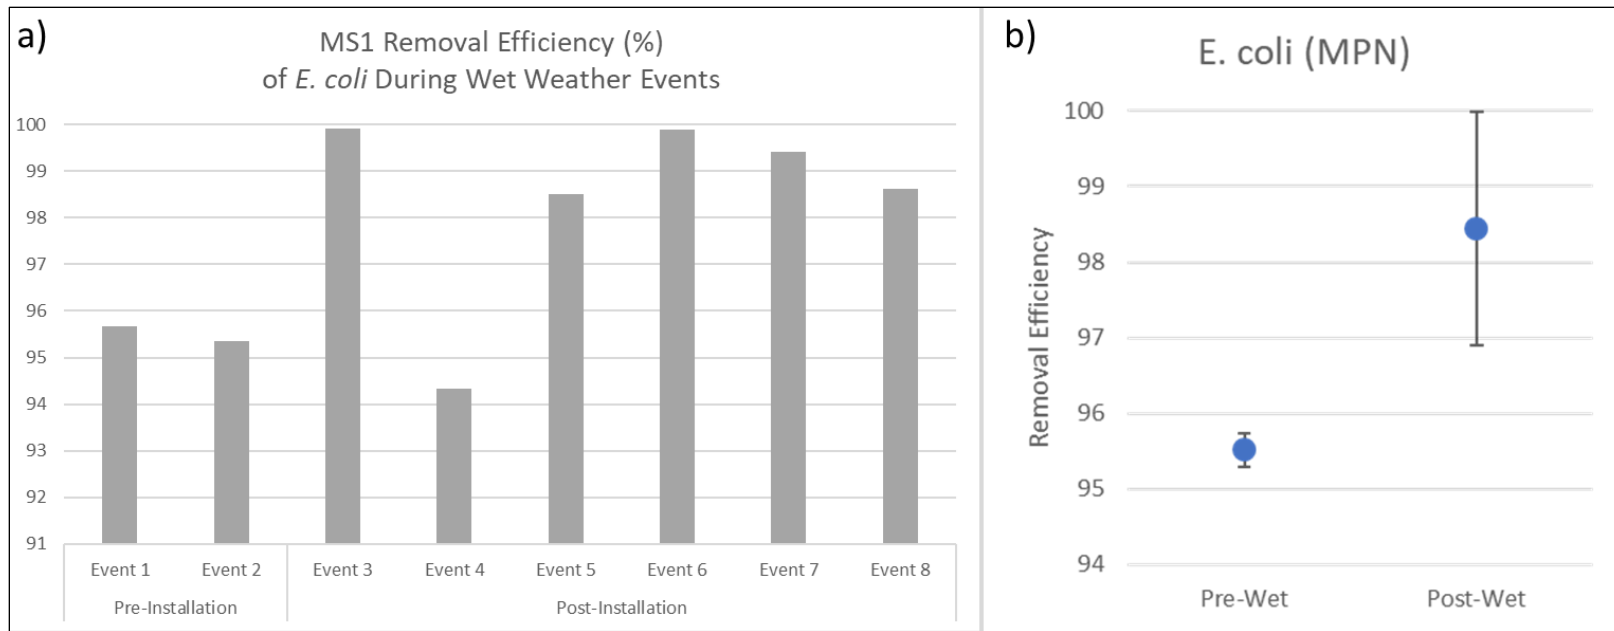 a)
MS1 Removal Efficiency (%)
of E. coli During Wet Weather Events
100
99
98
97
96
95
94
93
92
91
Event 1 Event 2 Event 3 Event 4 Event 5 Event 6 Event 7 Event 8
Pre-Installation Post-Installation
b)
E. coli (MPN)
Removal Efficiency
100
99
98
97
96
95
94
Pre-Wet Post-Wet